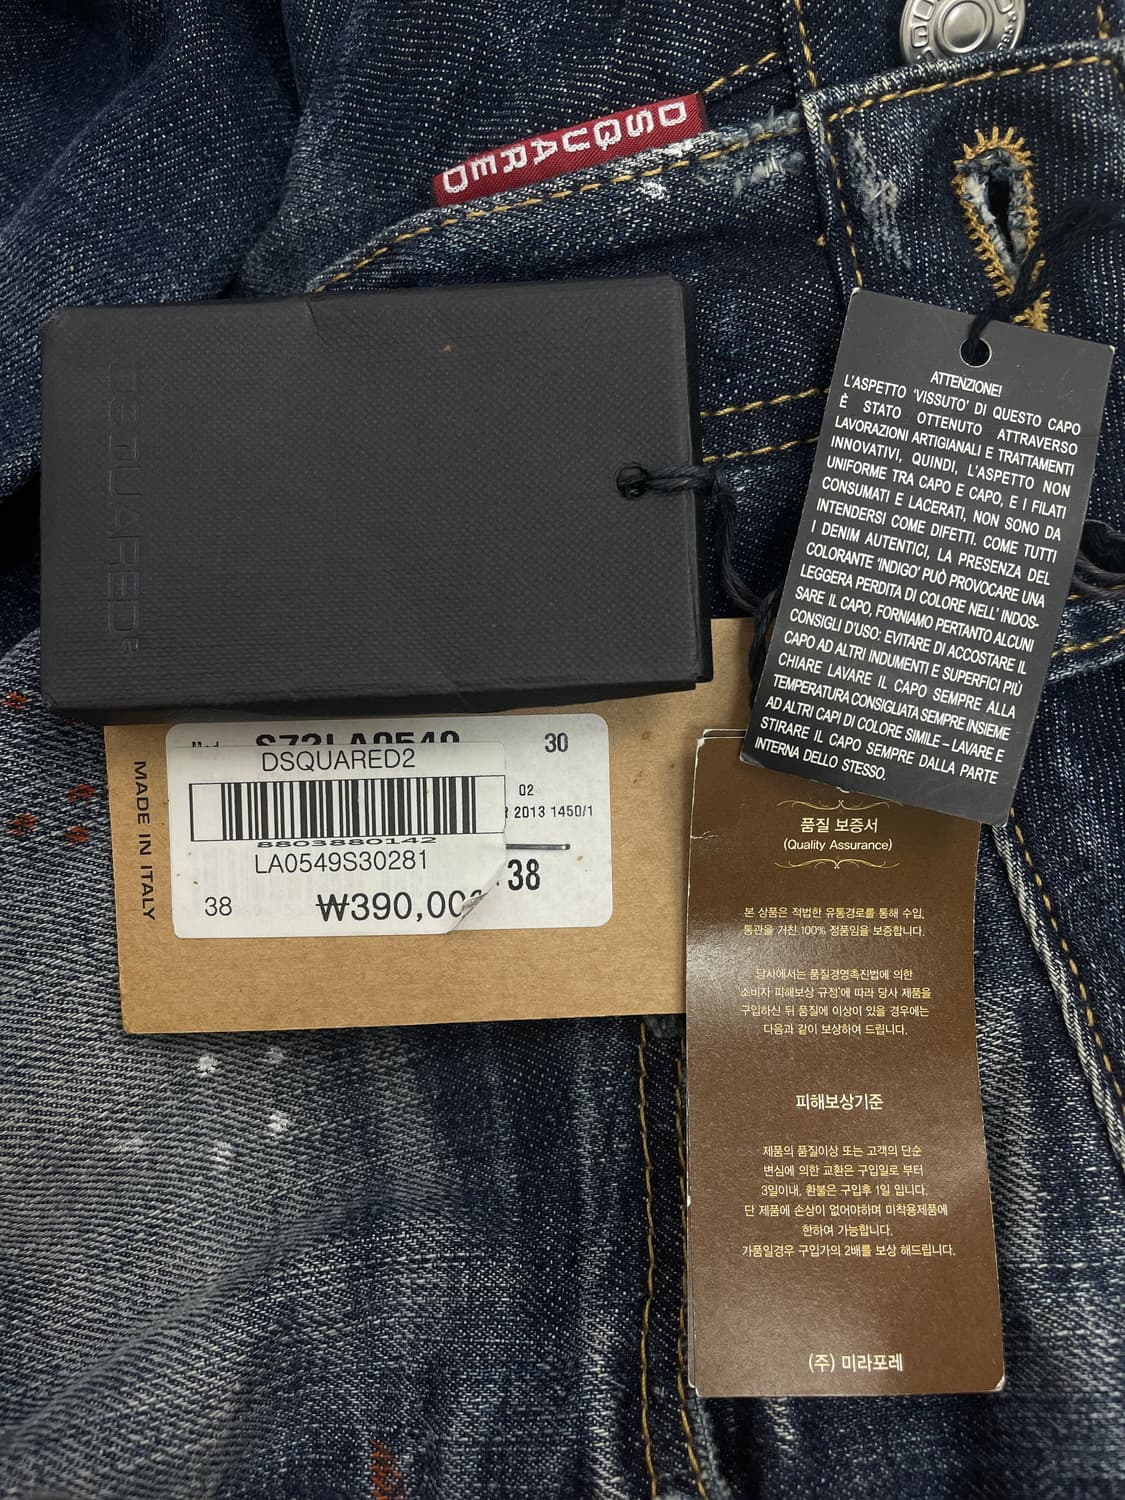 DSQUARED
DSQUARED2
ATTENZIONE!
L'ASPETTO 'VISSUTO' DI QUESTO CAPO
È STATO OTTENUTO ATTRAVERSO
LAVORAZIONI ARTIGIANALI E TRATTAMENTI
INNOVATIVI, QUINDI, L'ASPETTO NON
UNIFORME TRA CAPO E CAPO, E I FILATI
CONSUMATI E LACERATI, NON SONO DA
INTENDERSI COME DIFETTI. COME TUTTI
I DENIM AUTENTICI, LA PRESENZA DEL
COLORANTE 'INDIGO' PUÒ PROVOCARE UNA
LEGGERA PERDITA DI COLORE NELL' INDOS-
SARE IL CAPO, FORNIAMO PERTANTO ALCUNI
CONSIGLI D'USO: EVITARE DI ACCOSTARE IL
CAPO AD ALTRI INDUMENTI E SUPERFICI PIÙ
CHIARE LAVARE IL CAPO SEMPRE ALLA
TEMPERATURA CONSIGLIATA SEMPRE INSIEME
AD ALTRI CAPI DI COLORE SIMILE – LAVARE E
STIRARE IL CAPO SEMPRE DALLA PARTE
INTERNA DELLO STESSO.
MADE IN ITALY
Mod. S73LA0549 30
02
2013 1450/1
38
DSQUARED2
8803880142
LA0549S30281
38 ₩390,00
품질 보증서
(Quality Assurance)
본 상품은 적법한 유통경로를 통해 수입,
통관을 거친 100% 정품임을 보증합니다.
당사에서는 품질경영촉진법에 의한
소비자 피해보상 규정'에 따라 당사 제품을
구입하신 뒤 품질에 이상이 있을 경우에는
다음과 같이 보상하여 드립니다.
피해보상기준
제품의 품질이상 또는 고객의 단순
변심에 의한 교환은 구입일로 부터
3일이내, 환불은 구입후 1일 입니다.
단 제품에 손상이 없어야하며 미착용제품에
한하여 가능합니다.
가품일경우 구입가의 2배를 보상 해드립니다.
(주) 미라포레